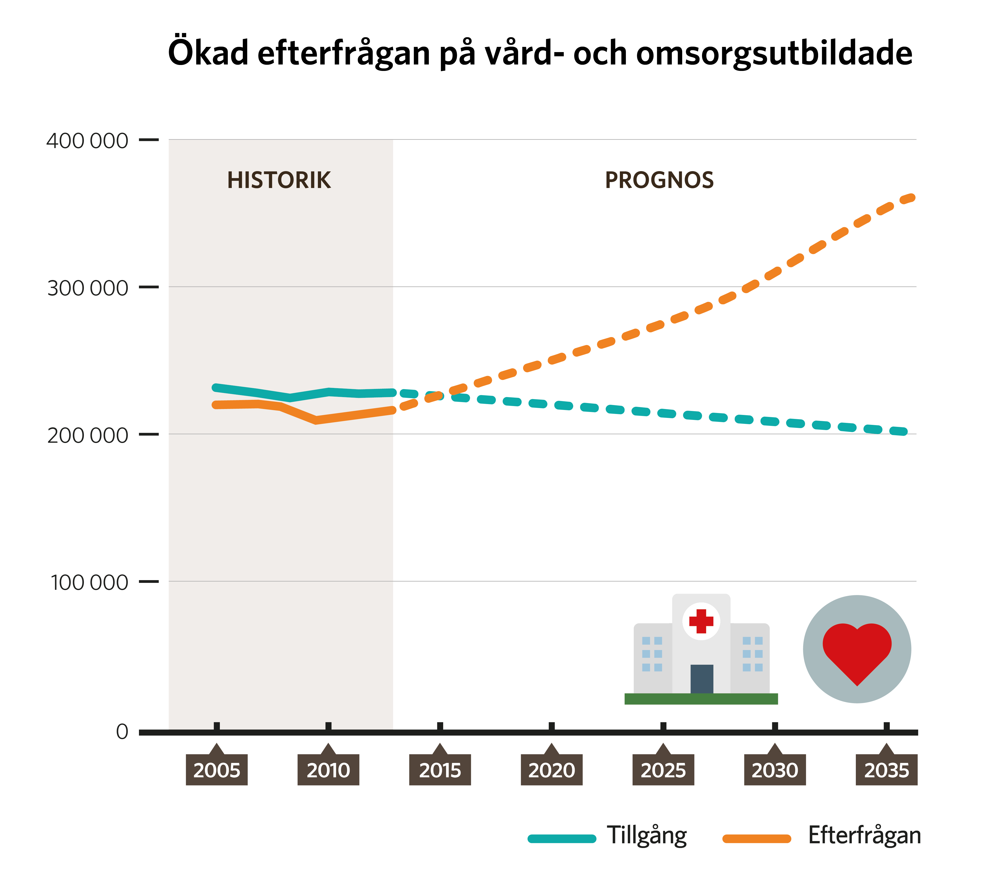 Ökad efterfrågan på vård- och omsorgsutbildade
400 000
HISTORIK
PROGNOS
300 000
200 000
100 000
0
2005
2010
2015
2020
2025
2030
2035
Tillgång
Efterfrågan